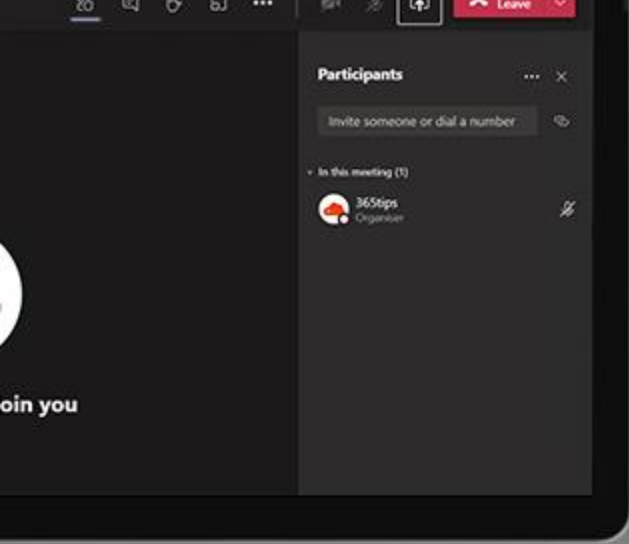 Leave
Participants
Invite someone or dial a number
In this meeting (1)
365tips
Organiser
oin you